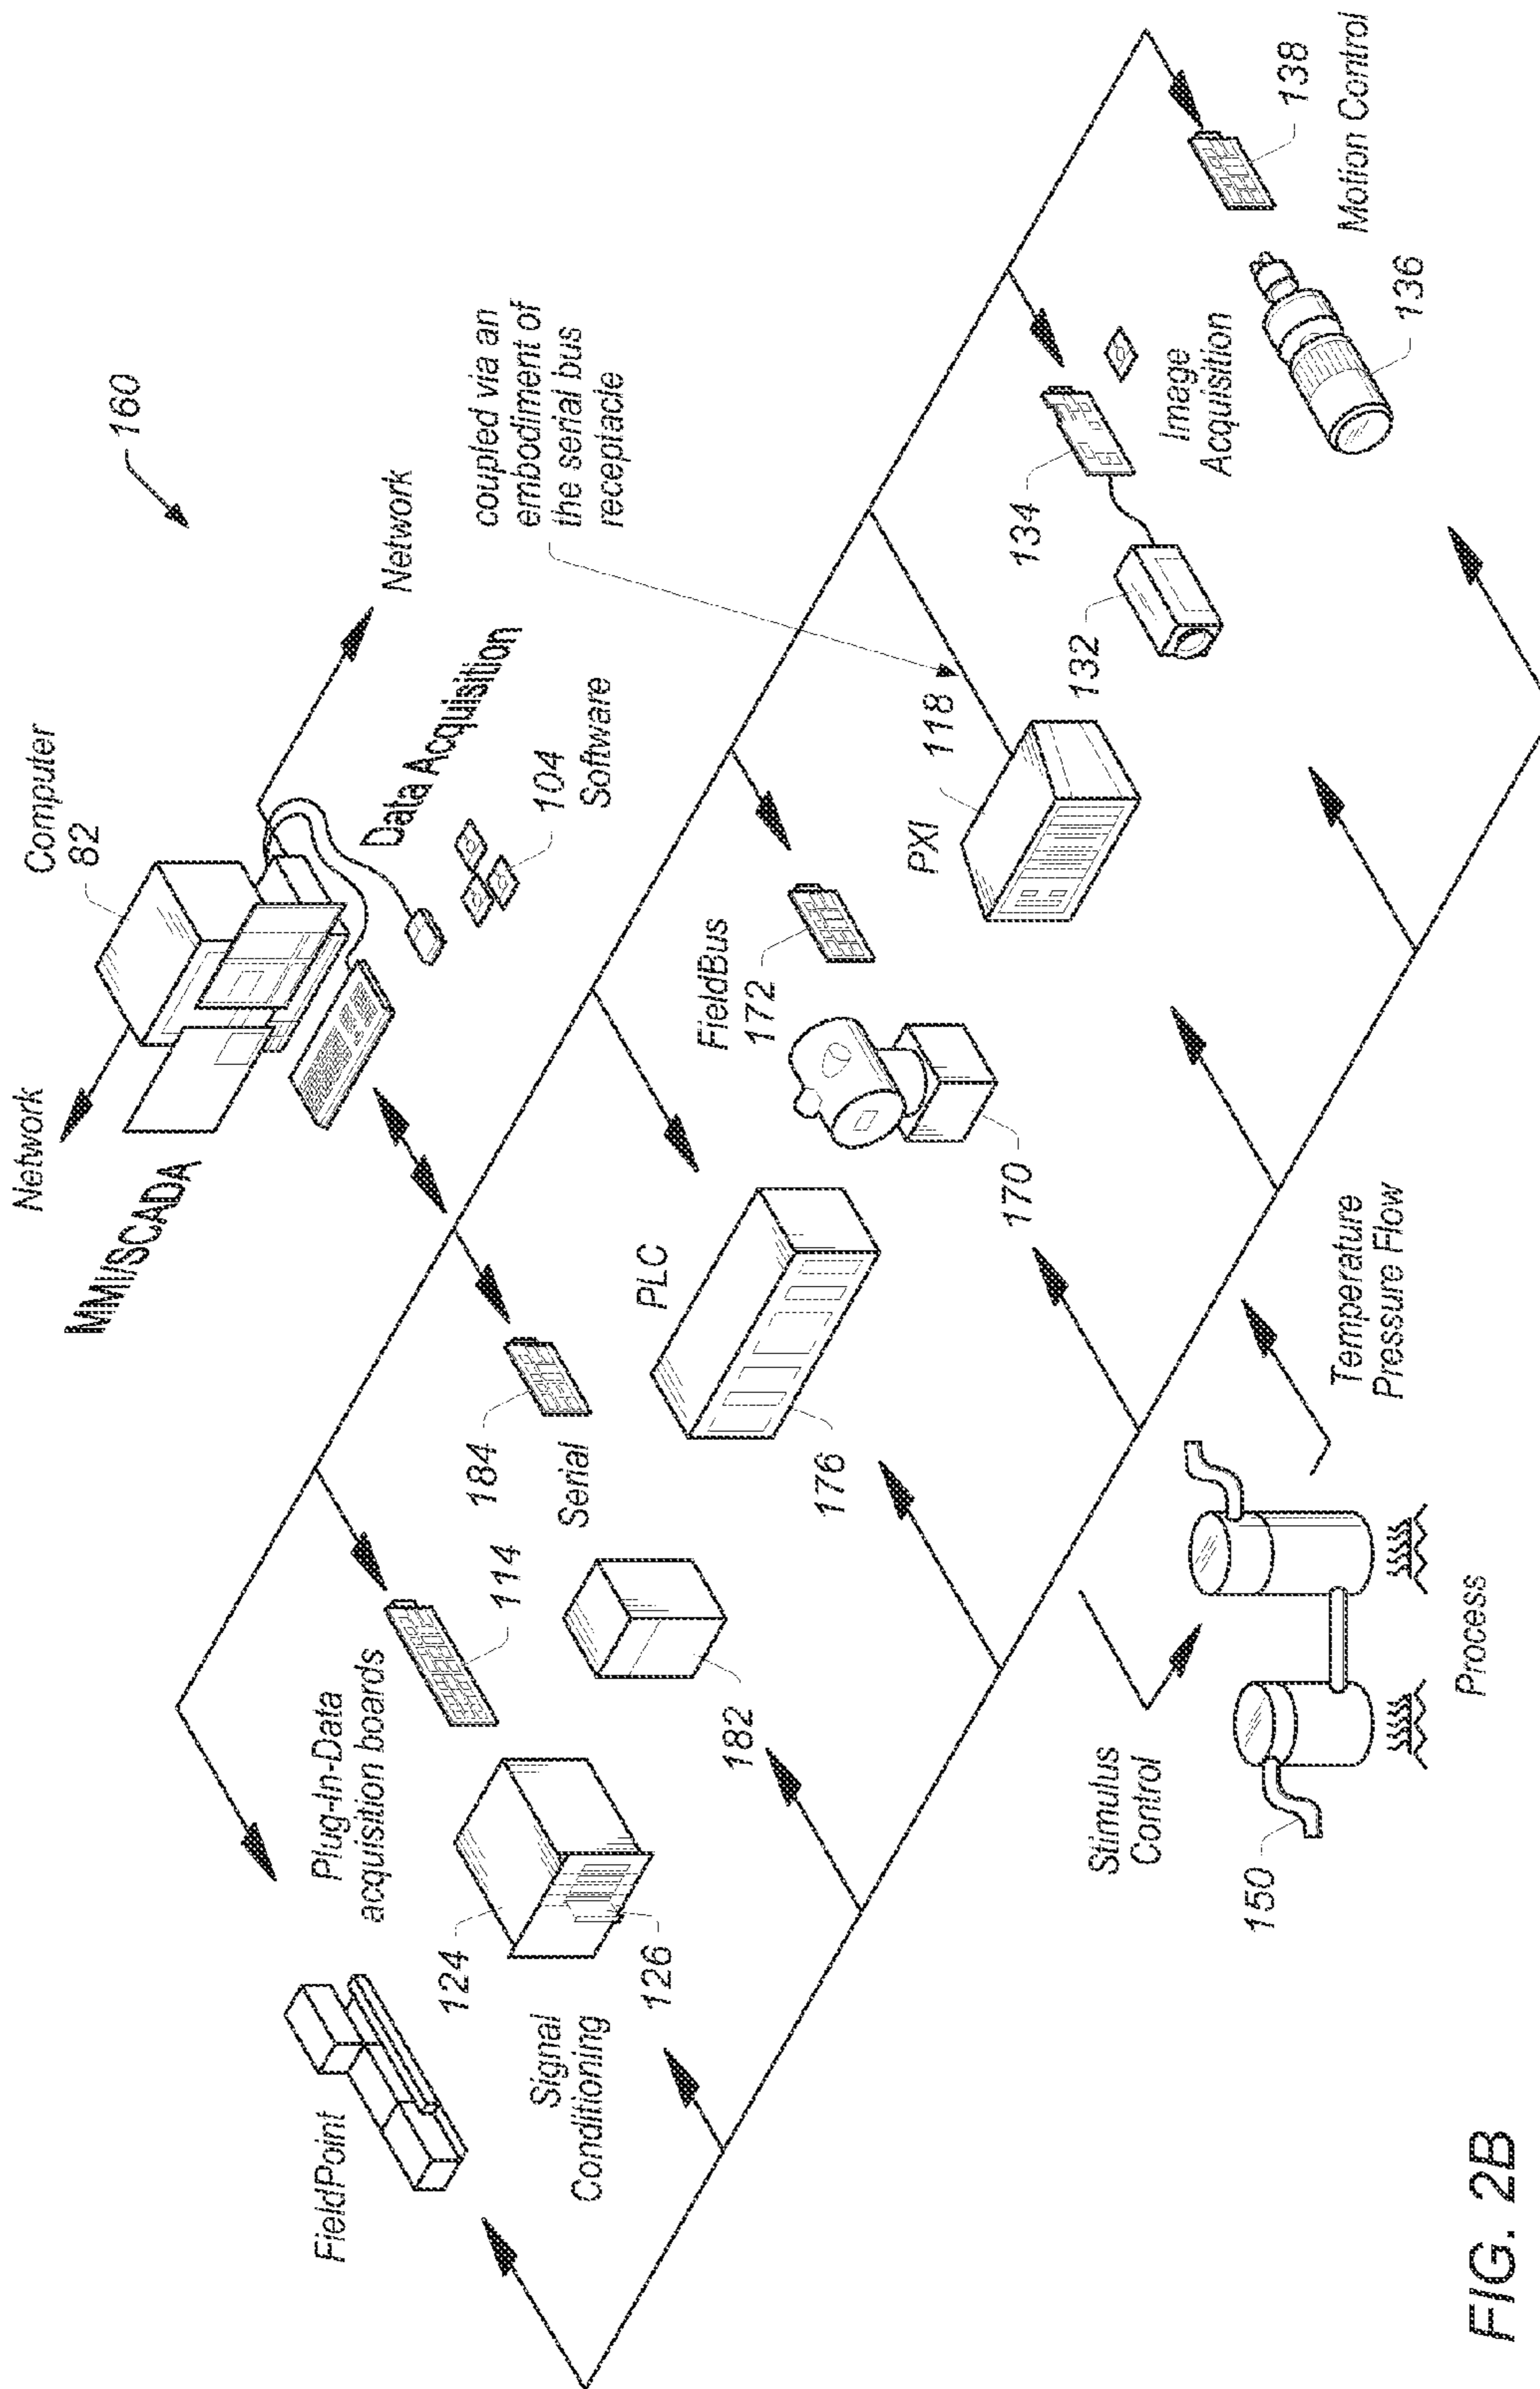 160
Network
MMI/SCADA
Computer
82
Network
Data Acquisition
104
Software
coupled via an
embodiment of
the serial bus
receptacle
FieldPoint
Plug-In-Data
acquisition boards
114
124
Signal
Conditioning
126
182
184
Serial
PLC
176
FieldBus
172
170
PXI
118
132
134
Image
Acquisition
138
Motion Control
136
Stimulus
Control
150
Process
Temperature
Pressure Flow
FIG. 2B